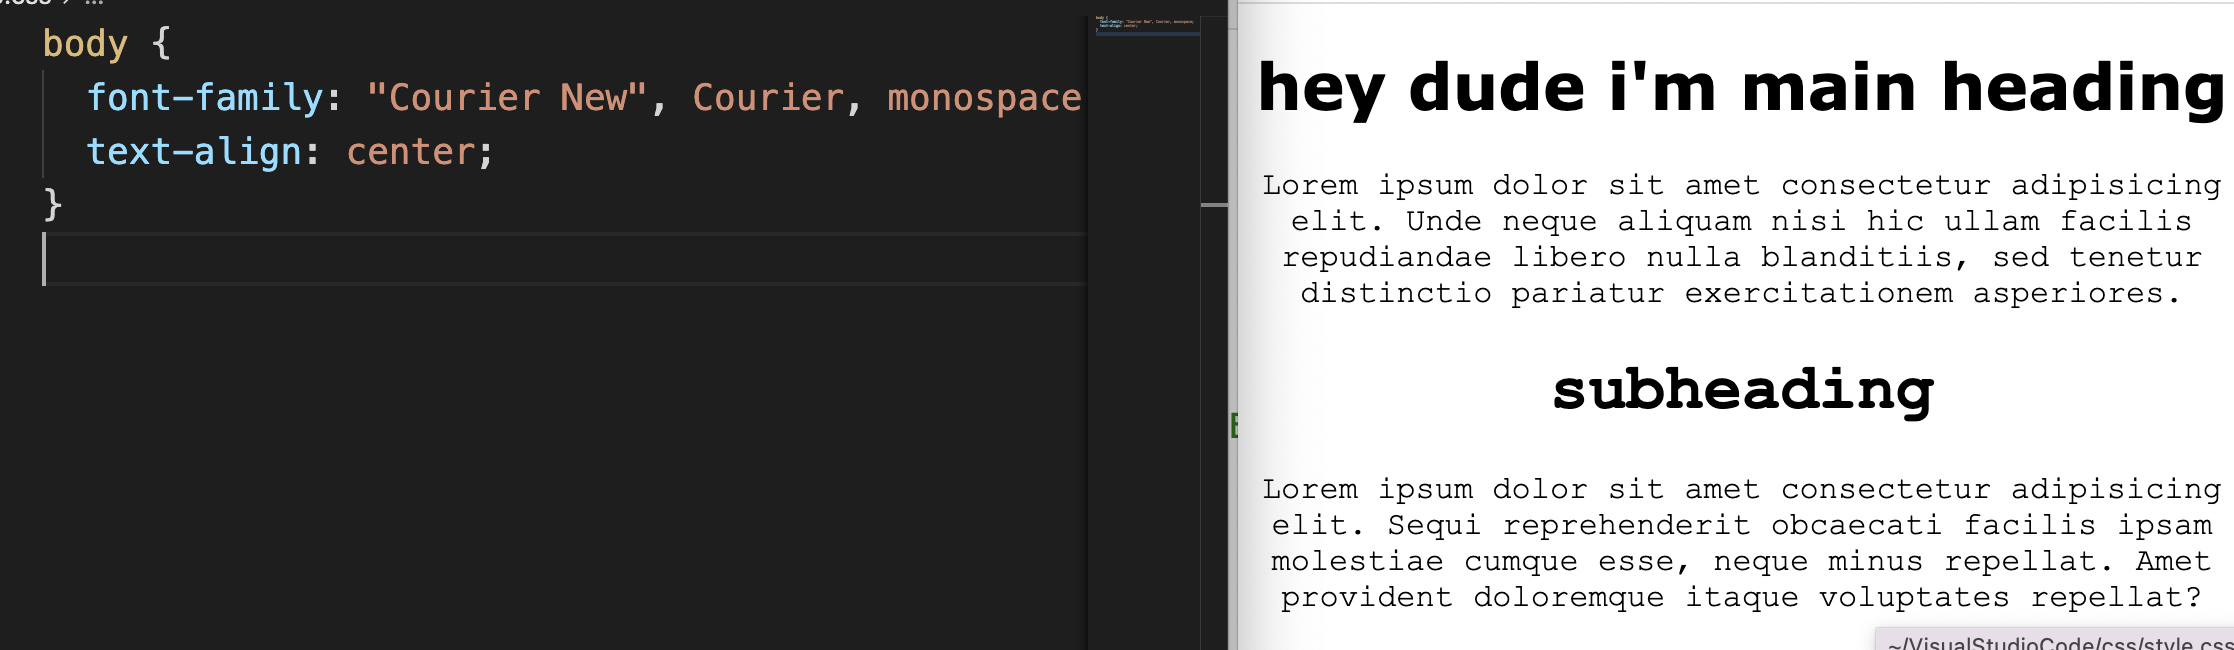 body {
font-family: "Courier New", Courier, monospace
text-align: center;
}
hey dude i'm main heading
Lorem ipsum dolor sit amet consectetur adipisicing
elit. Unde neque aliquam nisi hic ullam facilis
repudiandae libero nulla blanditiis, sed tenetur
distinctio pariatur exercitationem asperiores.
subheading
Lorem ipsum dolor sit amet consectetur adipisicing
elit. Sequi reprehenderit obcaecati facilis ipsam
molestiae cumque esse, neque minus repellat. Amet
provident doloremque itaque voluptates repellat?
~/VisualStudioCode/css/style.css